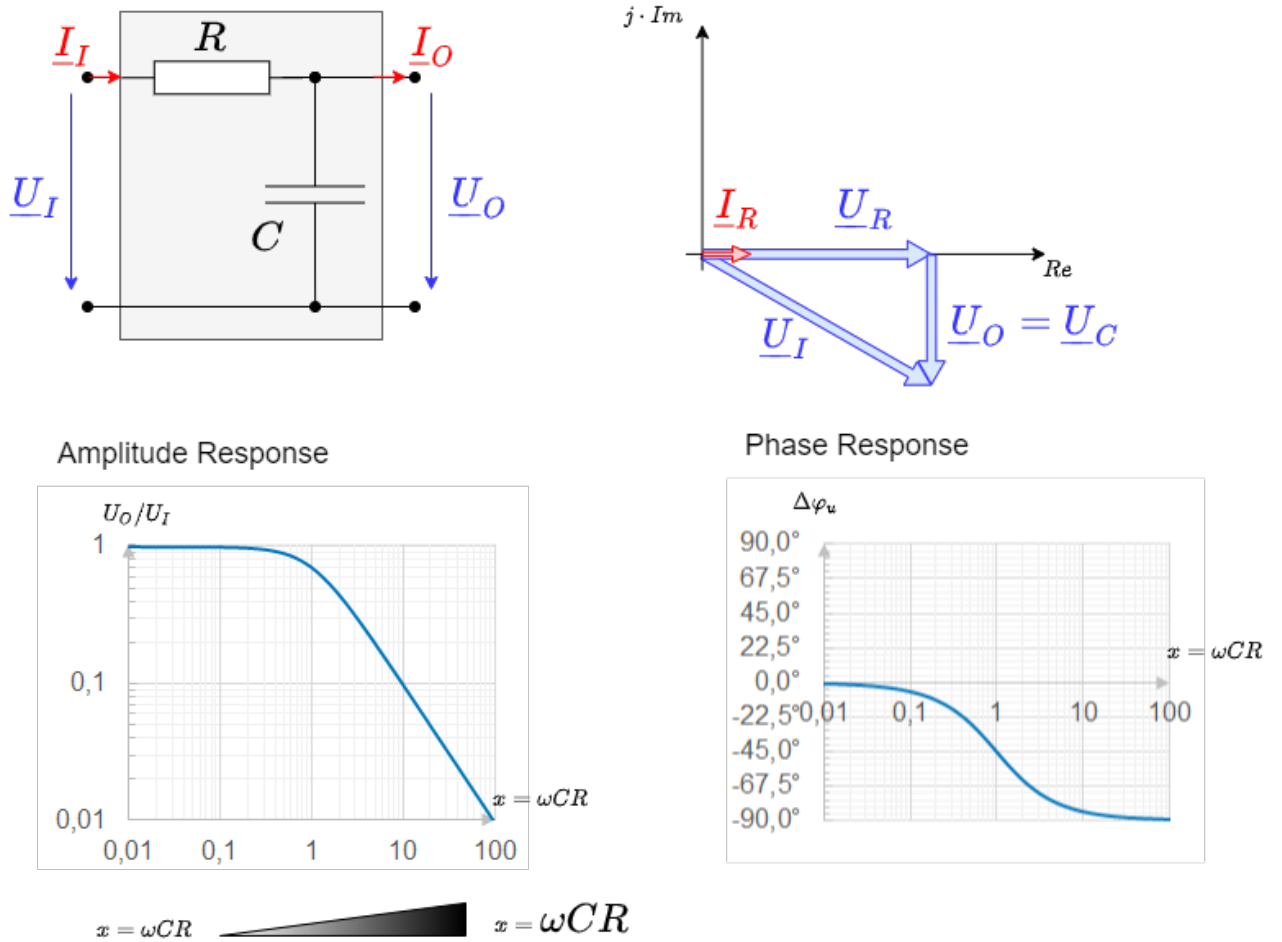 I_I
R
I_O
U_I
C
U_O
j · Im
I_R
U_R
Re
U_I
U_O = U_C
Amplitude Response
U_O/U_I
1
0,1
0,01
x = ωCR
0,01 0,1 1 10 100
Phase Response
Δφ_u
90,0°
67,5°
45,0°
22,5°
x = ωCR
0,0°
-22,5° 0,01 0,1 1 10 100
-45,0°
-67,5°
-90,0°
x = ωCR x = ωCR